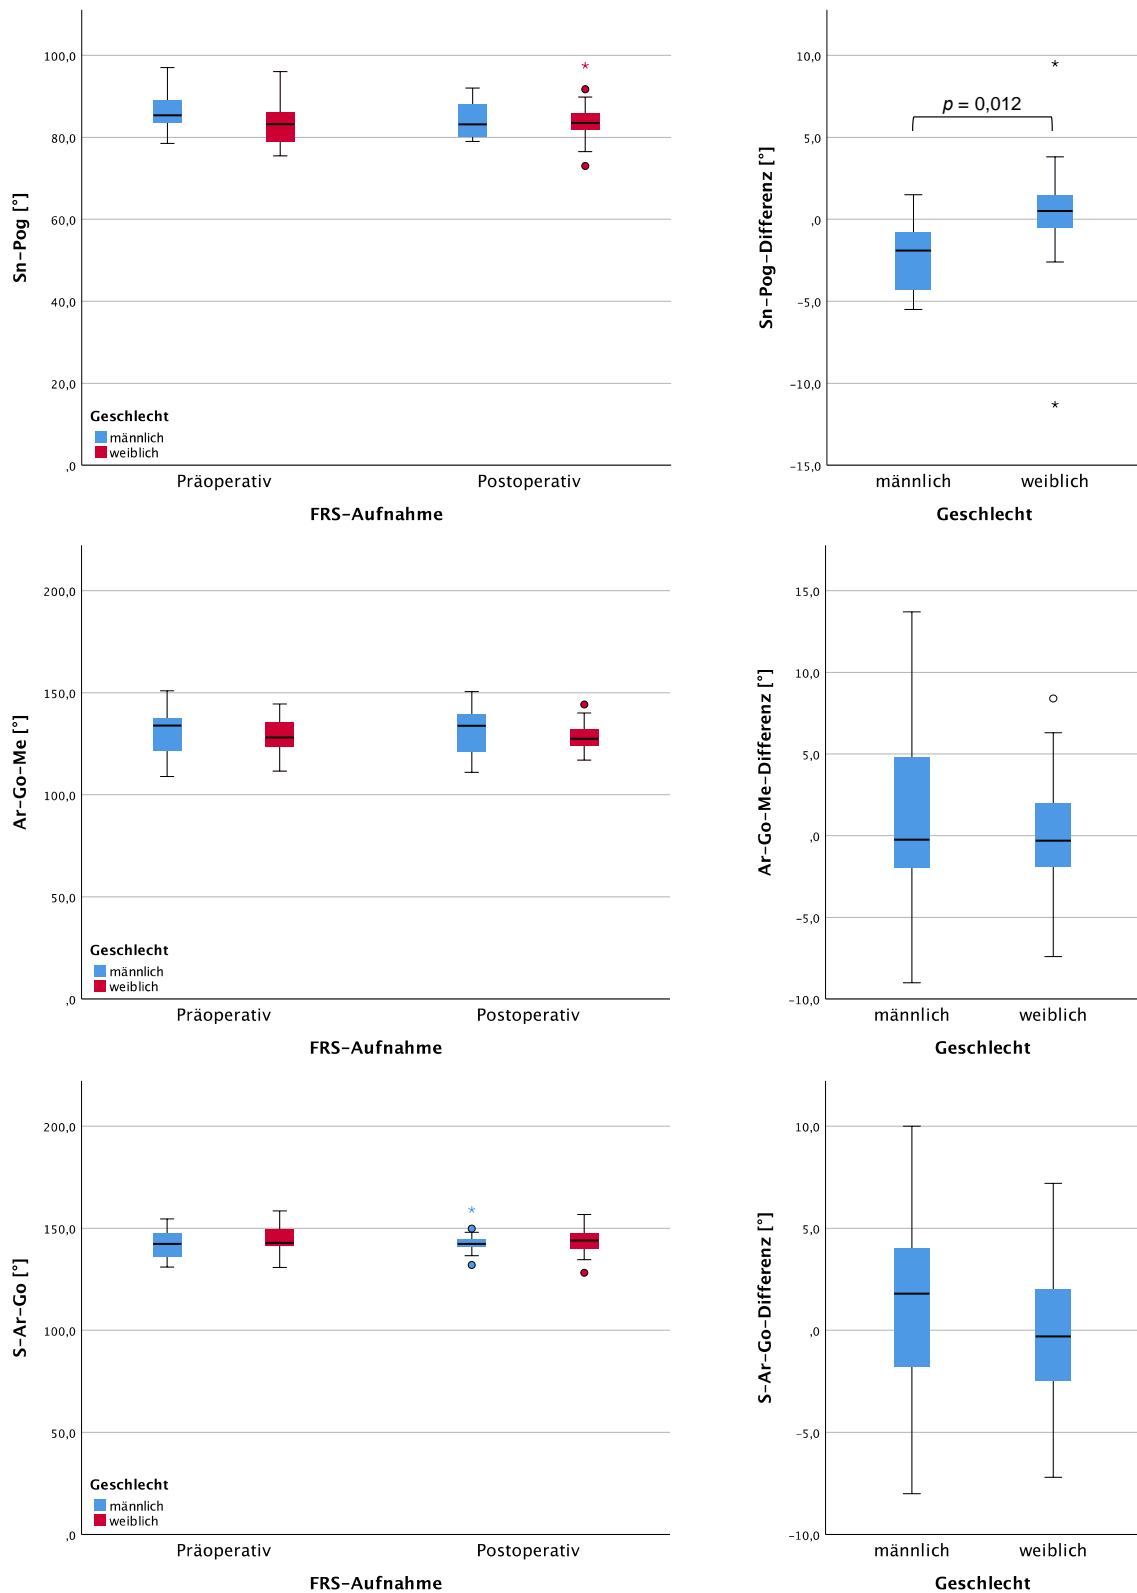 100,0
80,0
60,0
40,0
20,0
,0
Sn-Pog [°]
Geschlecht
männlich
weiblich
Präoperativ
Postoperativ
FRS-Aufnahme
10,0
5,0
,0
-5,0
-10,0
-15,0
Sn-Pog-Differenz [°]
p = 0,012
männlich
weiblich
Geschlecht
200,0
150,0
100,0
50,0
,0
Ar-Go-Me [°]
Geschlecht
männlich
weiblich
Präoperativ
Postoperativ
FRS-Aufnahme
15,0
10,0
5,0
,0
-5,0
-10,0
Ar-Go-Me-Differenz [°]
männlich
weiblich
Geschlecht
200,0
150,0
100,0
50,0
,0
S-Ar-Go [°]
Geschlecht
männlich
weiblich
Präoperativ
Postoperativ
FRS-Aufnahme
10,0
5,0
,0
-5,0
-10,0
S-Ar-Go-Differenz [°]
männlich
weiblich
Geschlecht